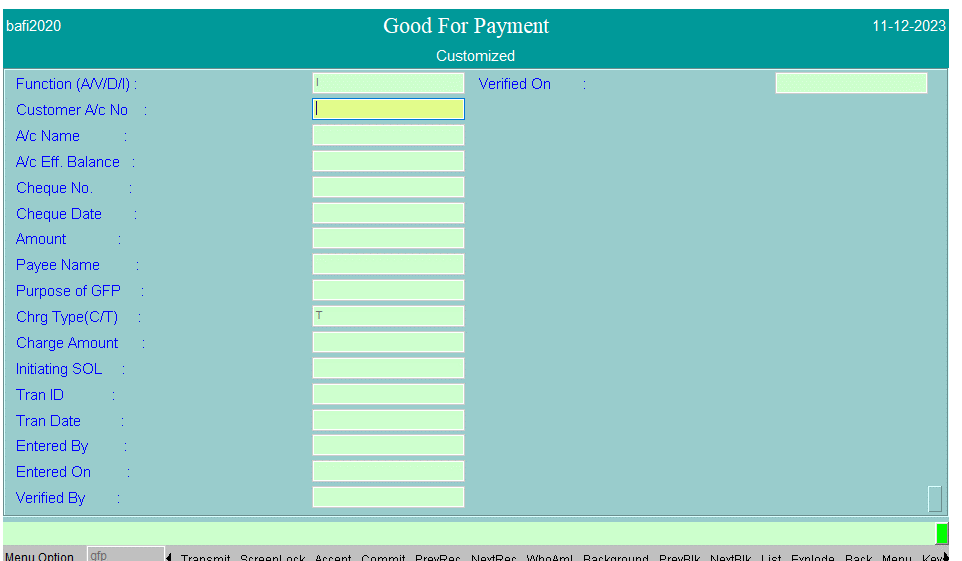 bafi2020 Good For Payment 11-12-2023
Customized
Function (A/V/D/I) : I Verified On :
Customer A/c No :
A/c Name :
A/c Eff. Balance :
Cheque No. :
Cheque Date :
Amount :
Payee Name :
Purpose of GFP :
Chrg Type(C/T) : T
Charge Amount :
Initiating SOL :
Tran ID :
Tran Date :
Entered By :
Entered On :
Verified By :
Menu Option gfp Transmit ScreenLock Accept Commit PrevRec NextRec WhoAmI Background PrevBlk NextBlk List Explode Back Menu Key